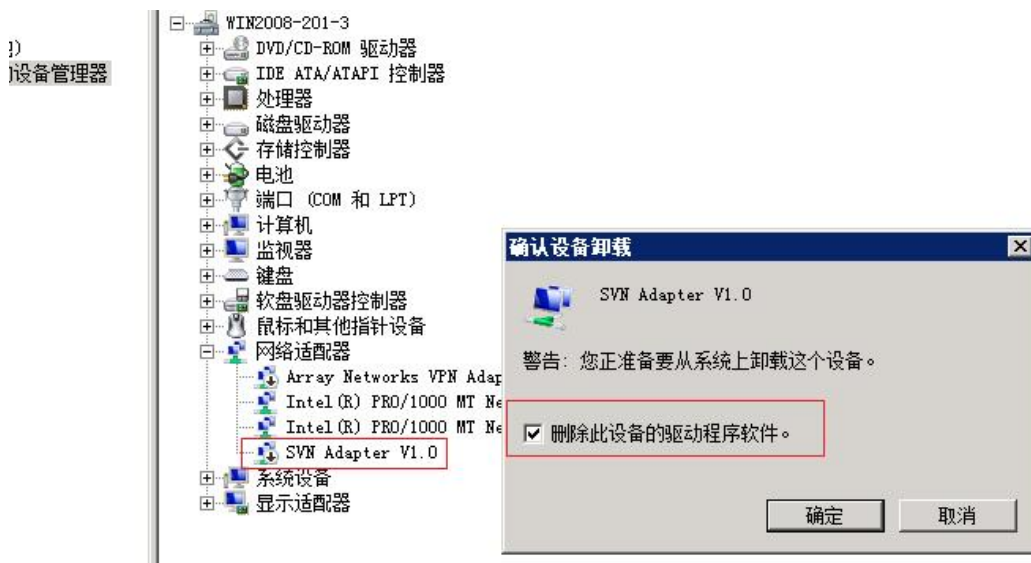 WIN2008-201-3
DVD/CD-ROM 驱动器
IDE ATA/ATAPI 控制器
设备管理器
处理器
磁盘驱动器
存储控制器
电池
端口 (COM 和 LPT)
计算机
监视器
键盘
软盘驱动器控制器
鼠标和其他指针设备
网络适配器
Array Networks VPN Adap
Intel(R) PRO/1000 MT Ne
Intel(R) PRO/1000 MT Ne
SVN Adapter V1.0
系统设备
显示适配器
确认设备卸载
SVN Adapter V1.0
警告: 您正准备要从系统上卸载这个设备。
删除此设备的驱动程序软件。
确定
取消